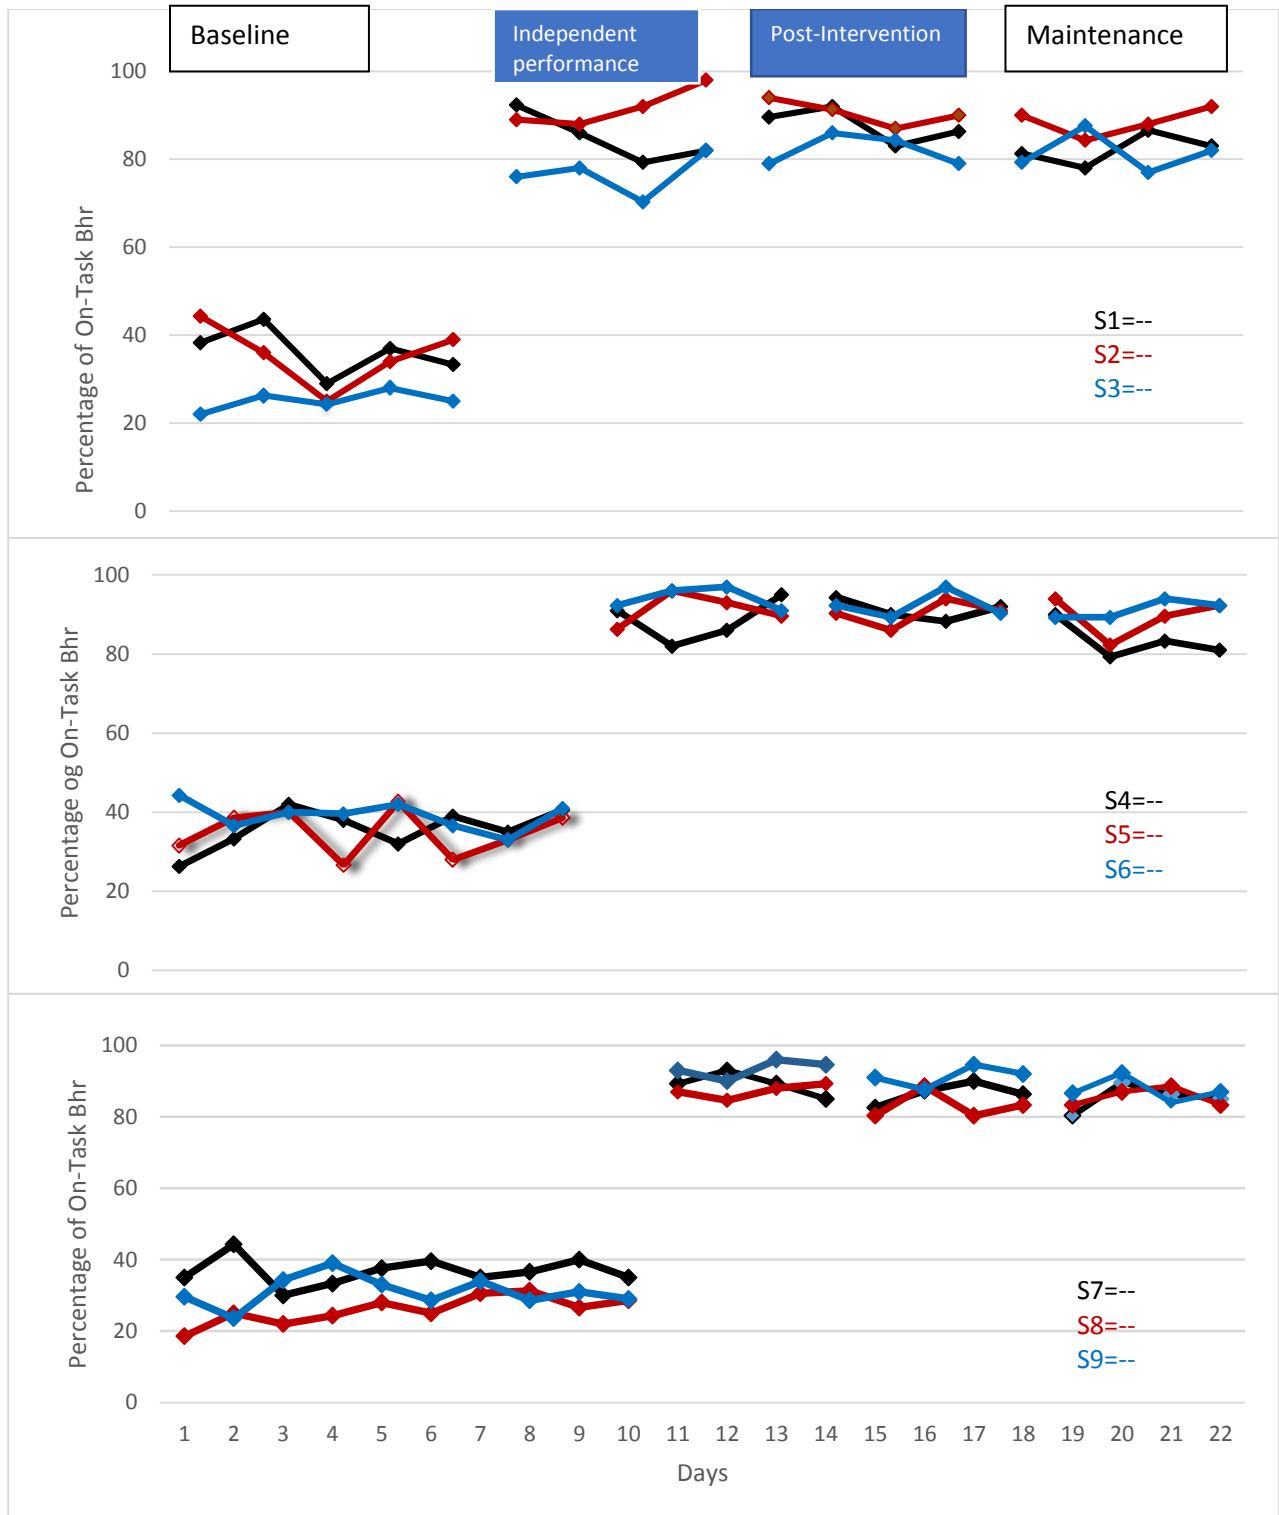 Baseline
Independent
performance
Post-Intervention
Maintenance
Percentage of On-Task Bhr
100
80
60
40
20
0
S1=--
S2=--
S3=--
Percentage og On-Task Bhr
100
80
60
40
20
0
S4=--
S5=--
S6=--
Percentage of On-Task Bhr
100
80
60
40
20
0
S7=--
S8=--
S9=--
1 2 3 4 5 6 7 8 9 10 11 12 13 14 15 16 17 18 19 20 21 22
Days